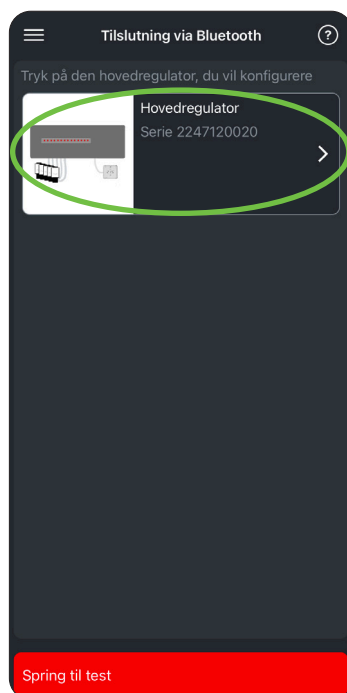 Tilslutning via Bluetooth
?
Tryk på den hovedregulator, du vil konfigurere
Hovedregulator
Serie 2247120020
Spring til test